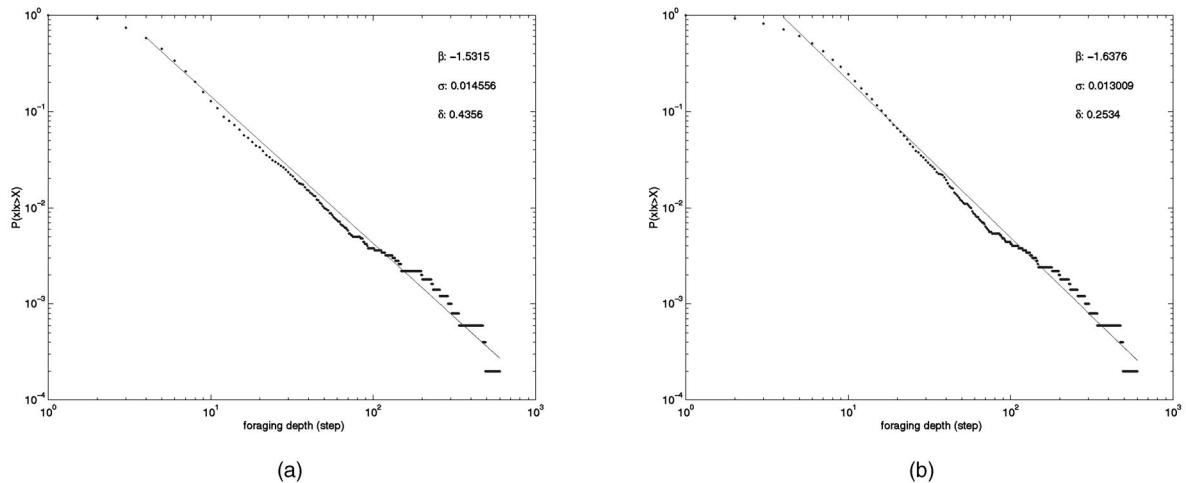 10^0
10^-1
10^-2
10^-3
10^-4
P(x|x>X)
β: −1.5315
σ: 0.014556
δ: 0.4356
10^0 10^1 10^2 10^3
foraging depth (step)
(a)
10^0
10^-1
10^-2
10^-3
10^-4
P(x|x>X)
β: −1.6376
σ: 0.013009
δ: 0.2534
10^0 10^1 10^2 10^3
foraging depth (step)
(b)